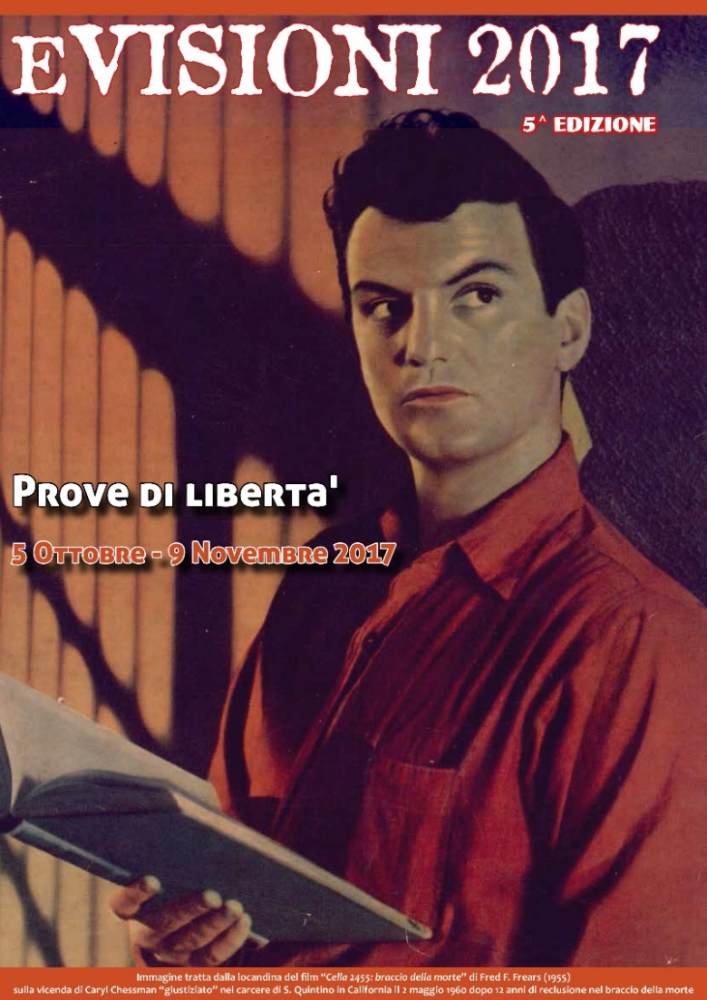 eVISIONI 2017
5^ EDIZIONE
PROVe DI LIBeRTa'
5 OTTOBRe - 9 NoveMBRe 2017
Immagine tratta dalla locandina del film “Cella 2455: braccio della morte” di Fred F. Frears (1955)
sulla vicenda di Caryl Chessman “giustiziato” nel carcere di S. Quintino in California il 2 maggio 1960 dopo 12 anni di reclusione nel braccio della morte